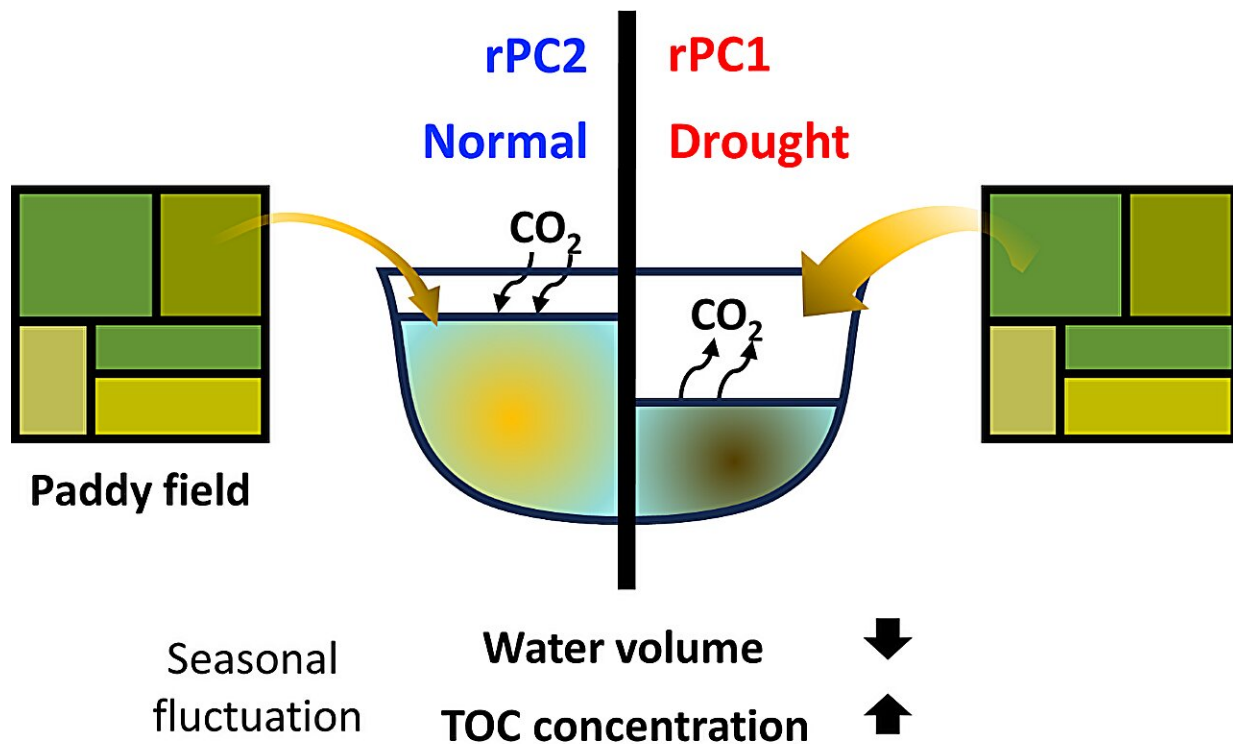 rPC2
Normal
rPC1
Drought
CO₂
CO₂
Paddy field
Seasonal
fluctuation
Water volume
TOC concentration